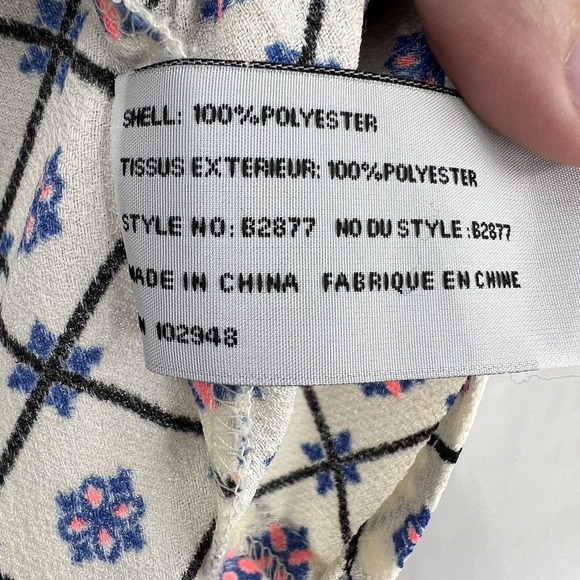 SHELL: 100%POLYESTER
TISSUS EXTERIEUR: 100%POLYESTER
STYLE NO: B2877 NO DU STYLE:B2877
MADE IN CHINA FABRIQUE EN CHINE
N 102948